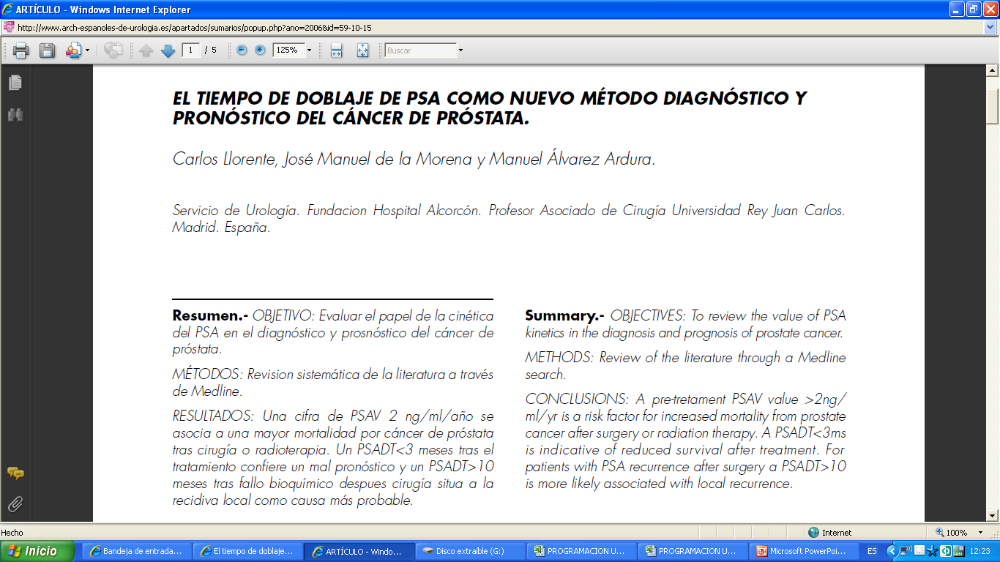 ARTÍCULO - Windows Internet Explorer
http://www.arch-espanoles-de-urologia.es/apartados/sumarios/popup.php?ano=2006&id=59-10-15
1 / 5
125%
Buscar
EL TIEMPO DE DOBLAJE DE PSA COMO NUEVO MÉTODO DIAGNÓSTICO Y
PRONÓSTICO DEL CÁNCER DE PRÓSTATA.
Carlos Llorente, José Manuel de la Morena y Manuel Álvarez Ardura.
Servicio de Urología. Fundacion Hospital Alcorcón. Profesor Asociado de Cirugía Universidad Rey Juan Carlos.
Madrid. España.
Resumen.- OBJETIVO: Evaluar el papel de la cinética
del PSA en el diagnóstico y prosnóstico del cáncer de
próstata.
MÉTODOS: Revision sistemática de la literatura a través
de Medline.
RESULTADOS: Una cifra de PSAV 2 ng/ml/año se
asocia a una mayor mortalidad por cáncer de próstata
tras cirugía o radioterapia. Un PSADT<3 meses tras el
tratamiento confiere un mal pronóstico y un PSADT>10
meses tras fallo bioquímico despues cirugía situa a la
recidiva local como causa más probable.
Summary.- OBJECTIVES: To review the value of PSA
kinetics in the diagnosis and prognosis of prostate cancer.
METHODS: Review of the literature through a Medline
search.
CONCLUSIONS: A pre-tretament PSAV value >2ng/
ml/yr is a risk factor for increased mortality from prostate
cancer after surgery or radiation therapy. A PSADT<3ms
is indicative of reduced survival after treatment. For
patients with PSA recurrence after surgery a PSADT>10
is more likely associated with local recurrence.
Hecho
Internet
100%
Inicio
Bandeja de entrada...
El tiempo de doblaje...
ARTÍCULO - Windo...
Disco extraíble (G:)
PROGRAMACION U...
PROGRAMACION U...
Microsoft PowerPoi...
ES
12:23